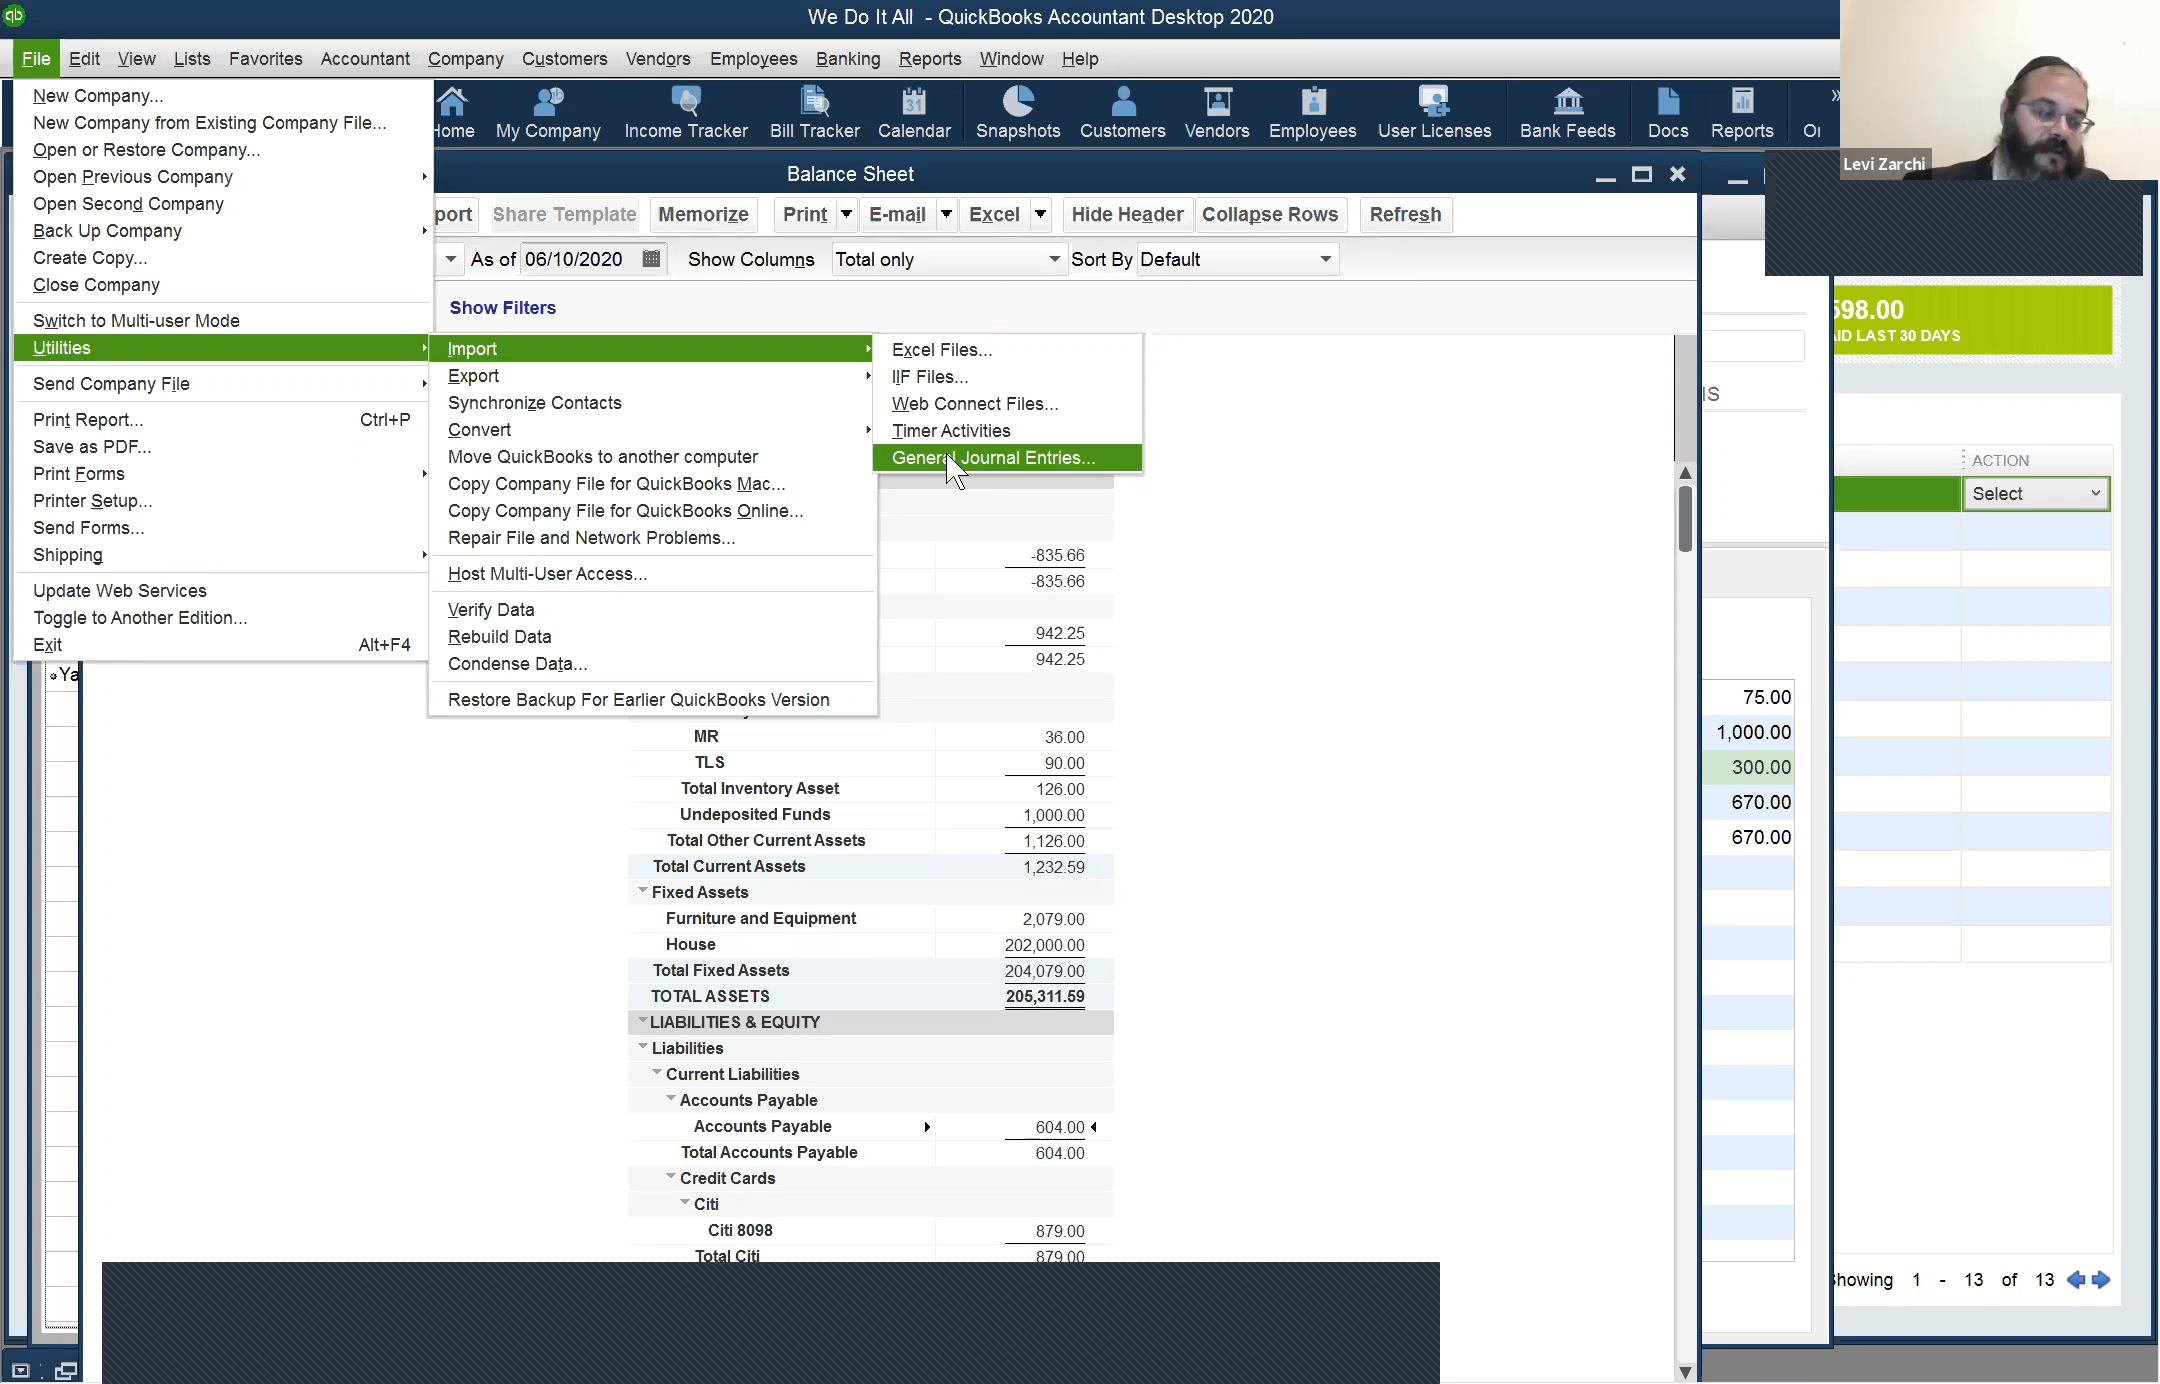 qb
We Do It All - QuickBooks Accountant Desktop 2020
File Edit View Lists Favorites Accountant Company Customers Vendors Employees Banking Reports Window Help
Home My Company Income Tracker Bill Tracker Calendar 31 Snapshots Customers Vendors Employees User Licenses Bank Feeds Docs Reports
Levi Zarchi
New Company...
New Company from Existing Company File...
Open or Restore Company...
Open Previous Company
Open Second Company
Back Up Company
Create Copy...
Close Company
Switch to Multi-user Mode
Utilities
Send Company File
Print Report... Ctrl+P
Save as PDF...
Print Forms
Printer Setup...
Send Forms...
Shipping
Update Web Services
Toggle to Another Edition...
Exit Alt+F4
Ya
Balance Sheet
port Share Template Memorize Print E-mail Excel Hide Header Collapse Rows Refresh
As of 06/10/2020 Show Columns Total only Sort By Default
Show Filters
Import
Export
Synchronize Contacts
Convert
Move QuickBooks to another computer
Copy Company File for QuickBooks Mac...
Copy Company File for QuickBooks Online...
Repair File and Network Problems...
Host Multi-User Access...
Verify Data
Rebuild Data
Condense Data...
Restore Backup For Earlier QuickBooks Version
Excel Files...
IIF Files...
Web Connect Files...
Timer Activities
General Journal Entries...
-835.66
-835.66
942.25
942.25
MR 36.00
TLS 90.00
Total Inventory Asset 126.00
Undeposited Funds 1,000.00
Total Other Current Assets 1,126.00
Total Current Assets 1,232.59
Fixed Assets
Furniture and Equipment 2,079.00
House 202,000.00
Total Fixed Assets 204,079.00
TOTAL ASSETS 205,311.59
LIABILITIES & EQUITY
Liabilities
Current Liabilities
Accounts Payable
Accounts Payable 604.00
Total Accounts Payable 604.00
Credit Cards
Citi
Citi 8098 879.00
Total Citi 879.00
598.00
AID LAST 30 DAYS
IS
ACTION
Select
75.00
1,000.00
300.00
670.00
670.00
howing 1 - 13 of 13